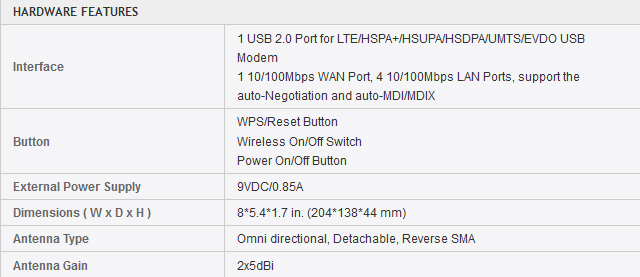 HARDWARE FEATURES
Interface
1 USB 2.0 Port for LTE/HSPA+/HSUPA/HSDPA/UMTS/EVDO USB
Modem
1 10/100Mbps WAN Port, 4 10/100Mbps LAN Ports, support the
auto-Negotiation and auto-MDI/MDIX
Button
WPS/Reset Button
Wireless On/Off Switch
Power On/Off Button
External Power Supply
9VDC/0.85A
Dimensions ( W x D x H )
8*5.4*1.7 in. (204*138*44 mm)
Antenna Type
Omni directional, Detachable, Reverse SMA
Antenna Gain
2x5dBi